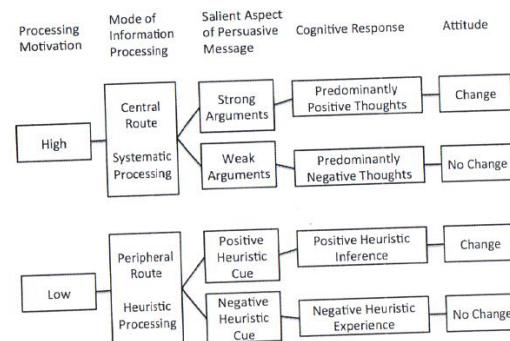 Processing
Motivation
Mode of
Information
Processing
Salient Aspect
of Persuasive
Message
Cognitive Response
Attitude
High
Central
Route
Systematic
Processing
Strong
Arguments
Predominantly
Positive Thoughts
Change
Weak
Arguments
Predominantly
Negative Thoughts
No Change
Low
Peripheral
Route
Heuristic
Processing
Positive
Heuristic
Cue
Positive Heuristic
Inference
Change
Negative
Heuristic
Cue
Negative Heuristic
Experience
No Change